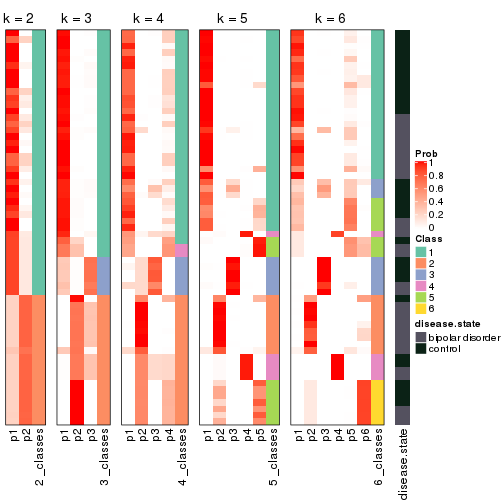 k = 2
k = 3
k = 4
k = 5
k = 6
Prob
1
0.8
0.6
0.4
0.2
0
Class
1
2
3
4
5
6
disease.state
bipolar disorder
control
p1
p2
2_classes
p1
p2
p3
3_classes
p1
p2
p3
p4
4_classes
p1
p2
p3
p4
p5
5_classes
p1
p2
p3
p4
p5
p6
6_classes
disease.state